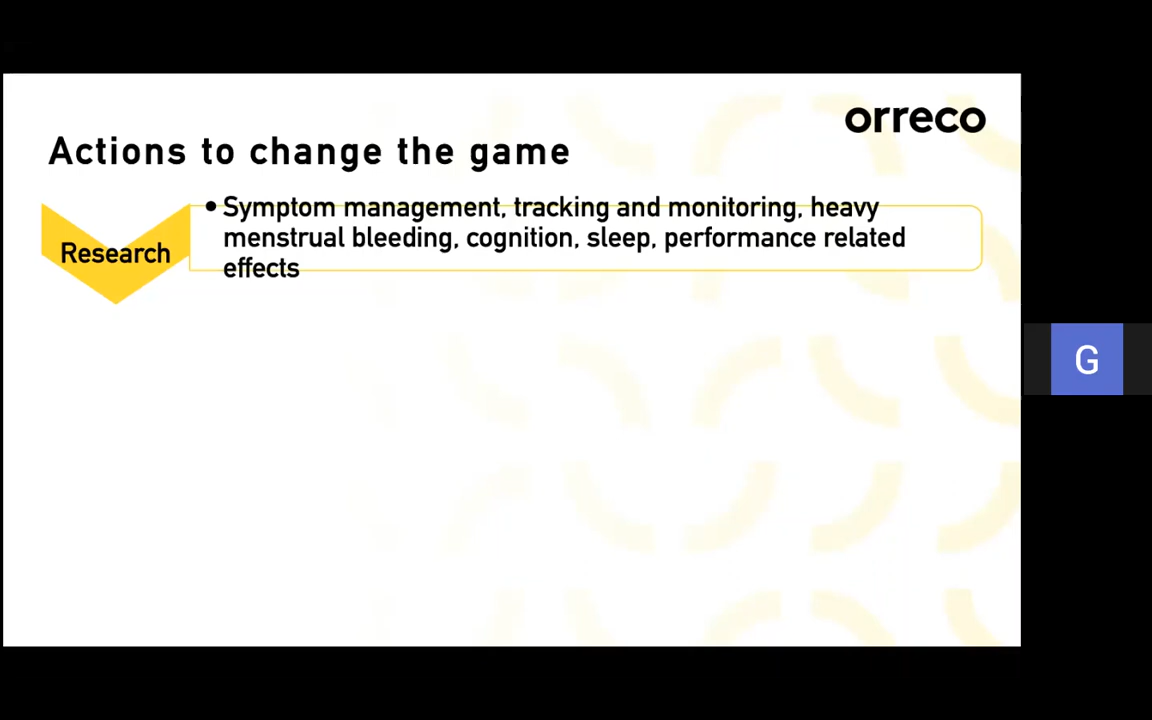 orreco
Actions to change the game
Research
• Symptom management, tracking and monitoring, heavy
menstrual bleeding, cognition, sleep, performance related
effects
G